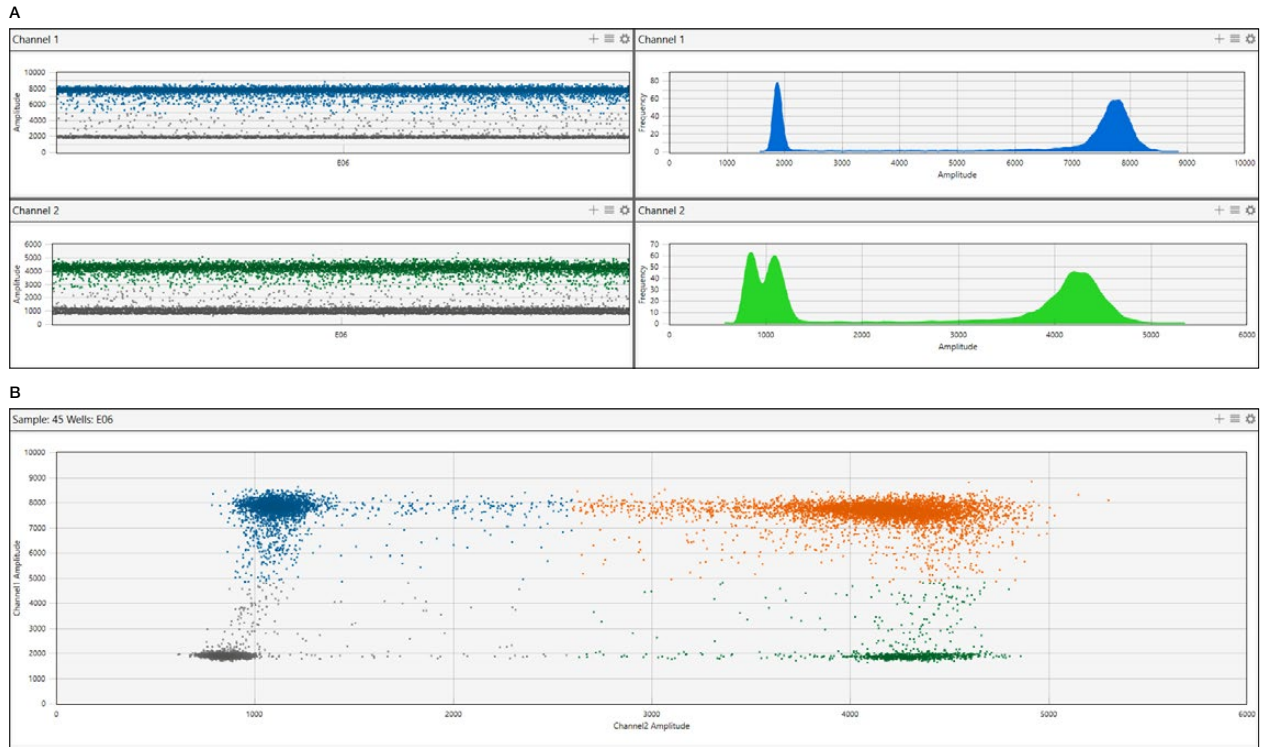 A
Channel 1
Channel 1
10000
8000
6000
4000
2000
0
Amplitude
E06
80
60
40
20
0
Frequency
0 1000 2000 3000 4000 5000 6000 7000 8000 9000 10000
Amplitude
Channel 2
Channel 2
6000
5000
4000
3000
2000
1000
0
Amplitude
E06
70
60
50
40
30
20
10
0
Frequency
0 1000 2000 3000 4000 5000 6000
Amplitude
B
Sample: 45 Wells: E06
10000
9000
8000
7000
6000
5000
4000
3000
2000
1000
0
Channel1 Amplitude
0 1000 2000 3000 4000 5000 6000
Channel2 Amplitude